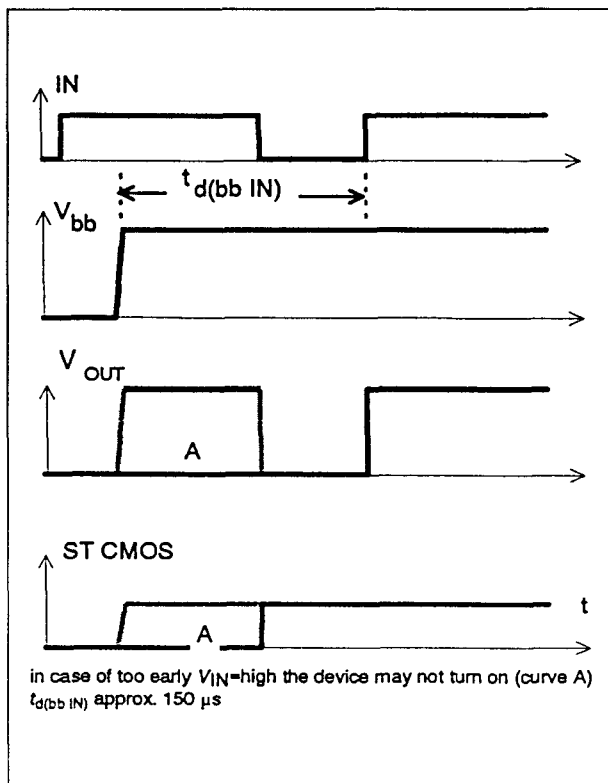 IN
t d(bb IN)
V bb
V OUT
A
ST CMOS
t
A
in case of too early VIN=high the device may not turn on (curve A)
td(bb IN) approx. 150 µs